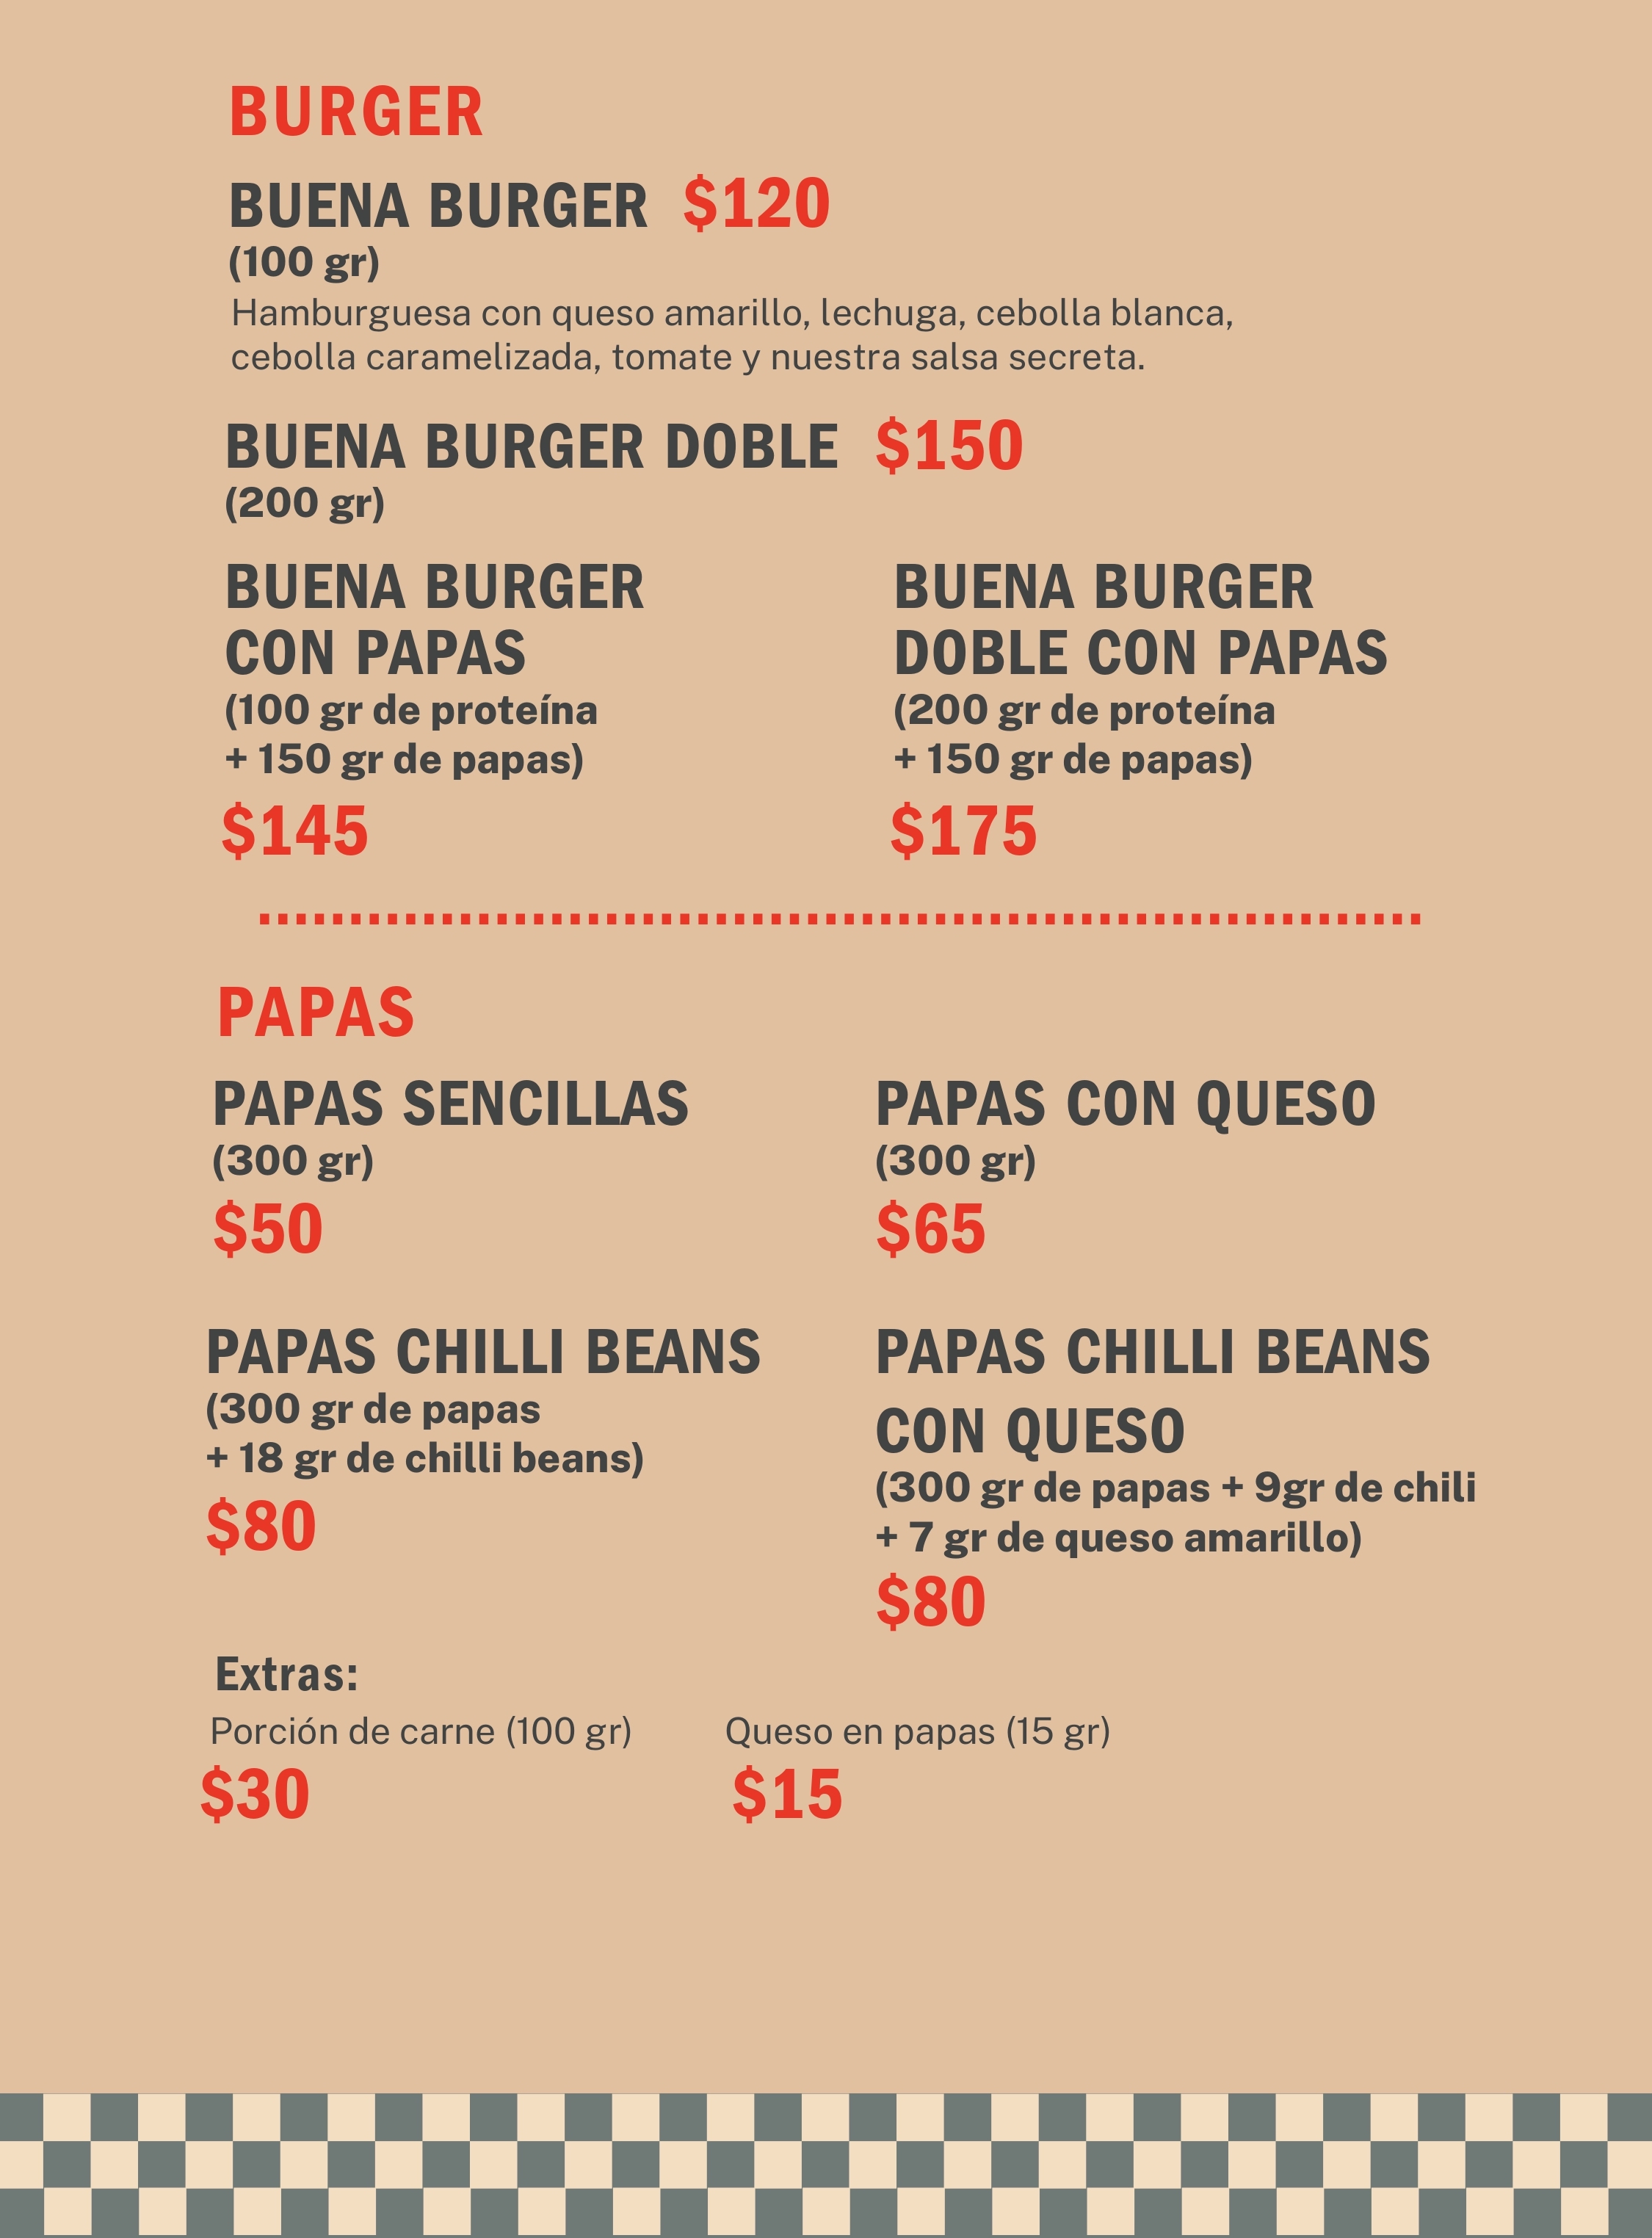 BURGER
BUENA BURGER $120
(100 gr)
Hamburguesa con queso amarillo, lechuga, cebolla blanca,
cebolla caramelizada, tomate y nuestra salsa secreta.
BUENA BURGER DOBLE $150
(200 gr)
BUENA BURGER
CON PAPAS
(100 gr de proteína
+ 150 gr de papas)
$145
BUENA BURGER
DOBLE CON PAPAS
(200 gr de proteína
+ 150 gr de papas)
$175
PAPAS
PAPAS SENCILLAS
(300 gr)
$50
PAPAS CON QUESO
(300 gr)
$65
PAPAS CHILLI BEANS
(300 gr de papas
+ 18 gr de chilli beans)
$80
PAPAS CHILLI BEANS
CON QUESO
(300 gr de papas + 9gr de chili
+ 7 gr de queso amarillo)
$80
Extras:
Porción de carne (100 gr)
$30
Queso en papas (15 gr)
$15